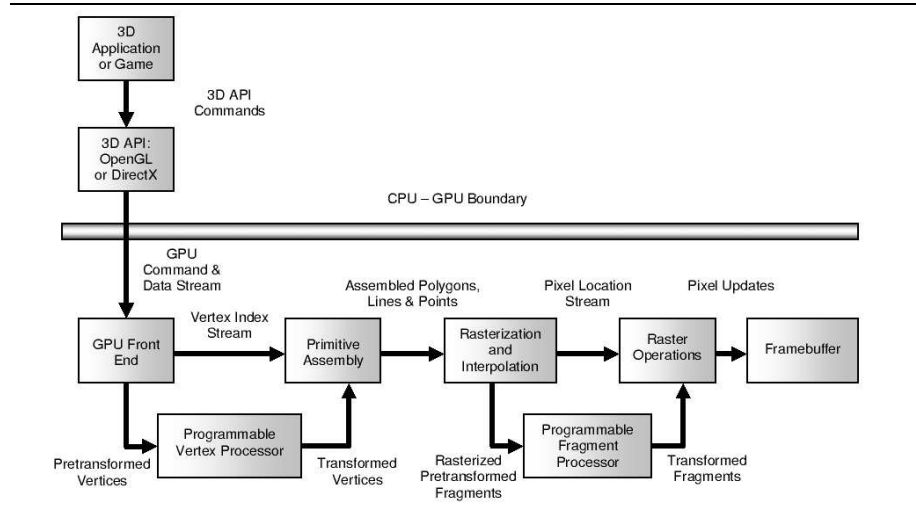 3D
Application
or Game
3D API
Commands
3D API:
OpenGL
or DirectX
CPU – GPU Boundary
GPU
Command &
Data Stream
Assembled Polygons,
Lines & Points
Pixel Location
Stream
Pixel Updates
Vertex Index
Stream
GPU Front
End
Primitive
Assembly
Rasterization
and
Interpolation
Raster
Operations
Framebuffer
Programmable
Vertex Processor
Programmable
Fragment
Processor
Pretransformed
Vertices
Transformed
Vertices
Rasterized
Pretransformed
Fragments
Transformed
Fragments